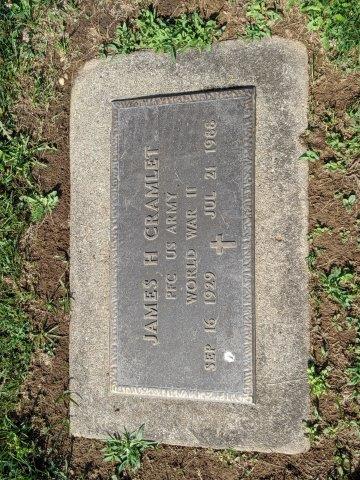 JAMES H CRAMLET
PFC US ARMY
WORLD WAR II
SEP 16 1929 JUL 21 1988